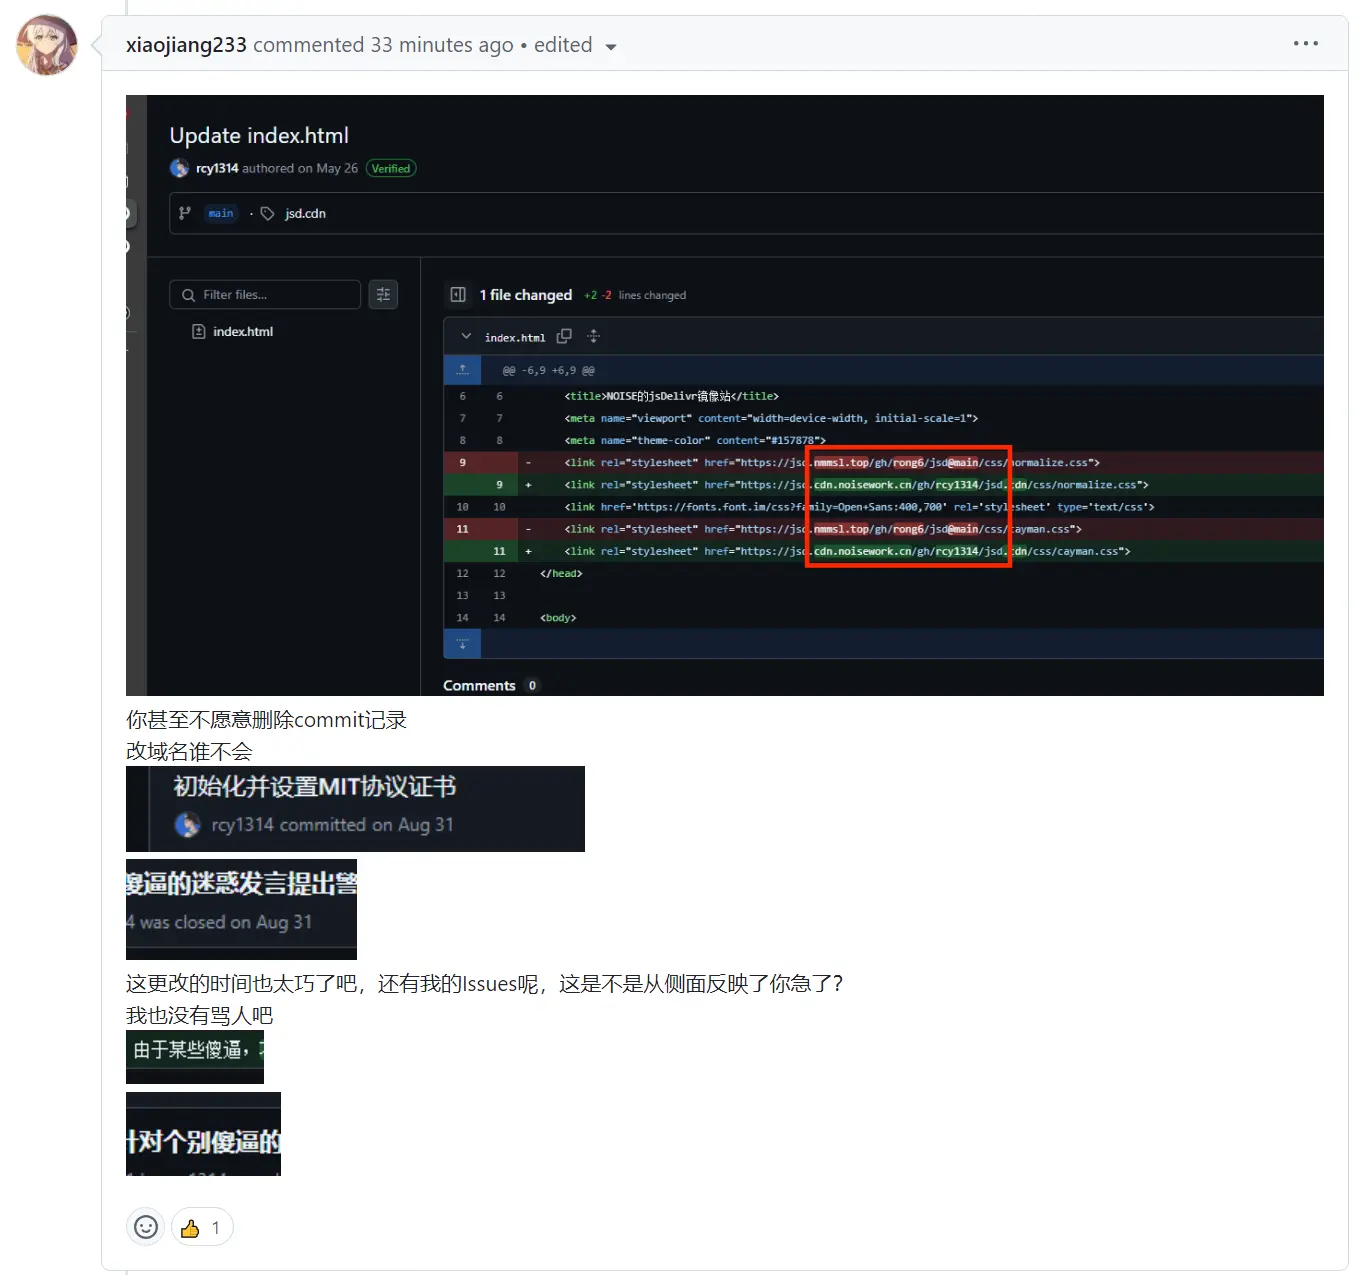 xiaojiang233 commented 33 minutes ago • edited
Update index.html
rcy1314 authored on May 26 Verified
main · jsd.cdn
Filter files...
1 file changed +2 -2 lines changed
index.html
index.html
@@ -6,9 +6,9 @@
6 6 <title>NOISE的jsDelivr镜像站</title>
7 7 <meta name="viewport" content="width=device-width, initial-scale=1">
8 8 <meta name="theme-color" content="#157878">
9 - <link rel="stylesheet" href="https://jsd.nmmsl.top/gh/rong6/jsd@main/css/normalize.css">
9 + <link rel="stylesheet" href="https://jsd.cdn.noisework.cn/gh/rcy1314/jsd.cdn/css/normalize.css">
10 10 <link href='https://fonts.font.im/css?family=Open+Sans:400,700' rel='stylesheet' type='text/css'>
11 - <link rel="stylesheet" href="https://jsd.nmmsl.top/gh/rong6/jsd@main/css/cayman.css">
11 + <link rel="stylesheet" href="https://jsd.cdn.noisework.cn/gh/rcy1314/jsd.cdn/css/cayman.css">
12 12 </head>
13 13
14 14 <body>
Comments 0
你甚至不愿意删除commit记录
改域名谁不会
初始化并设置MIT协议证书
rcy1314 committed on Aug 31
傻逼的迷惑发言提出警
4 was closed on Aug 31
这更改的时间也太巧了吧，还有我的Issues呢，这是不是从侧面反映了你急了？
我也没有骂人吧
由于某些傻逼，
针对个别傻逼的
1